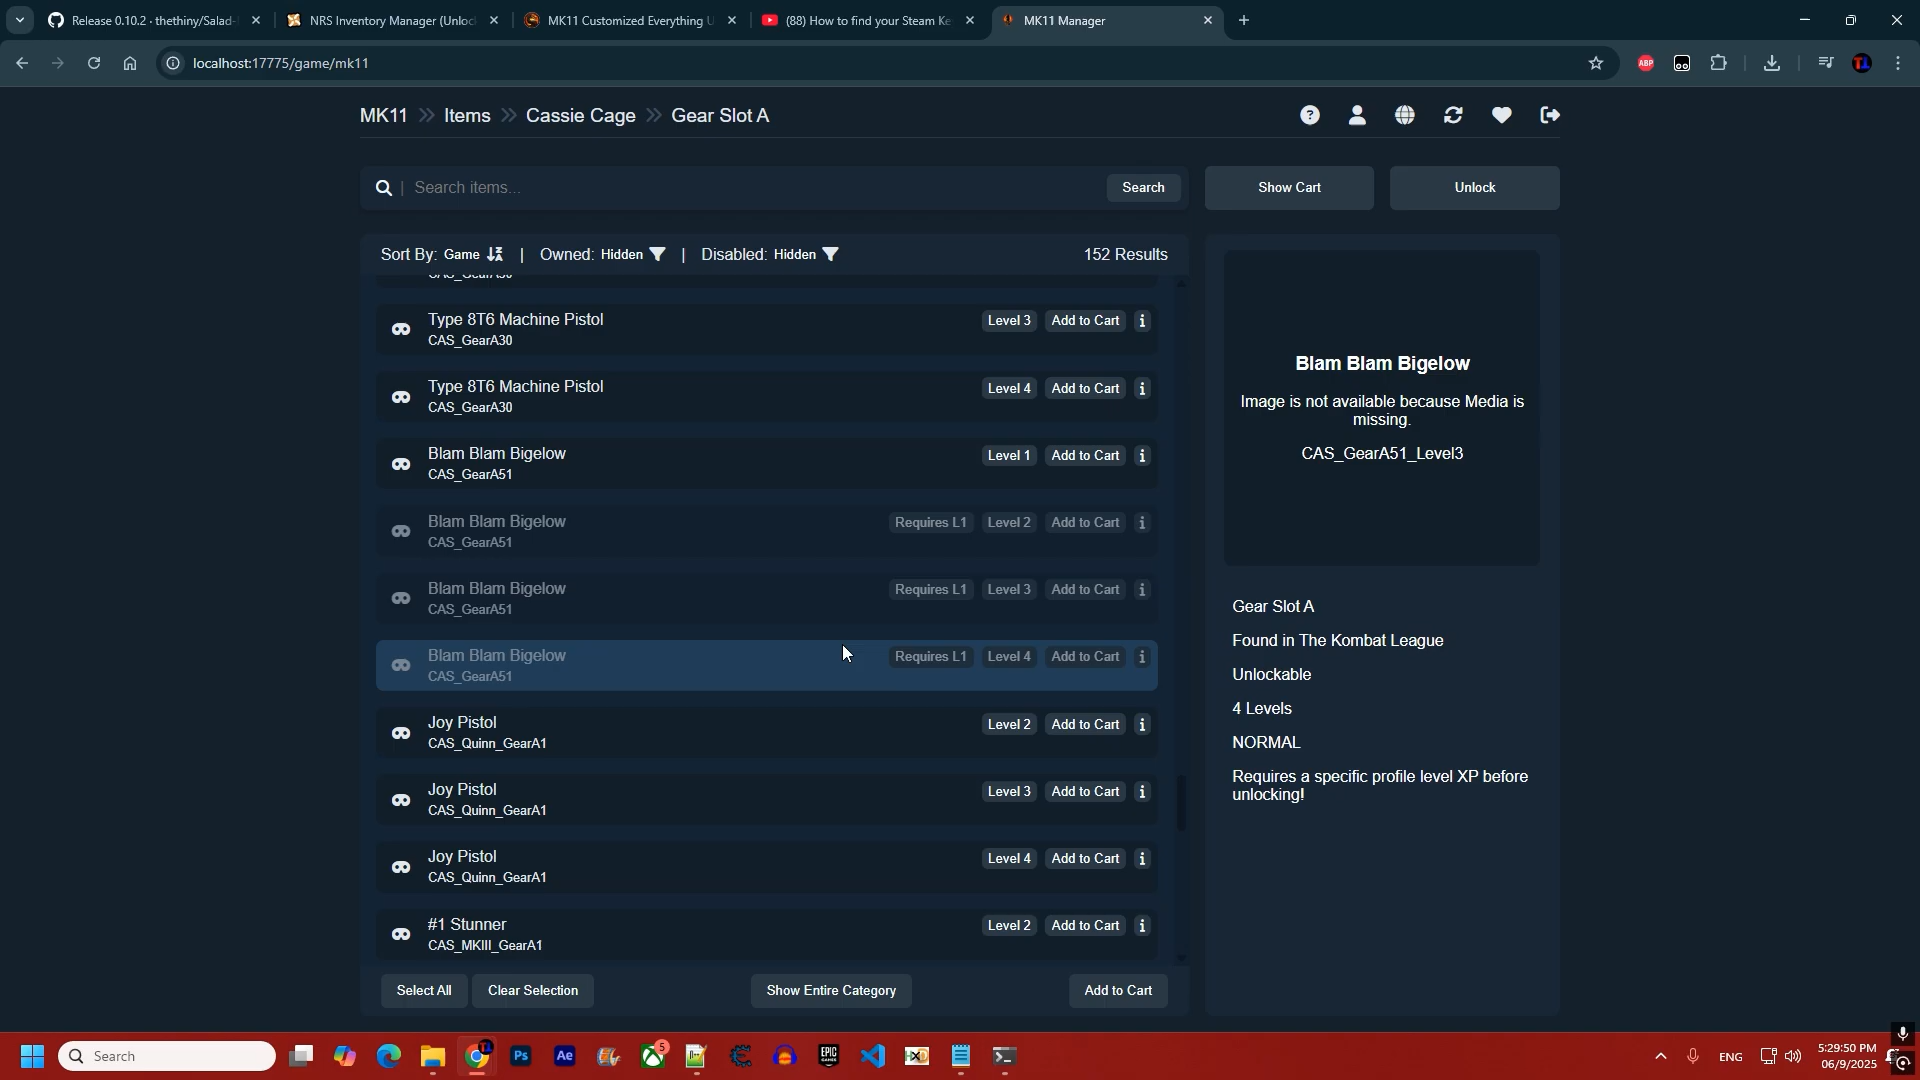 Release 0.10.2 · thethiny/Salad-
NRS Inventory Manager (Unloc
MK11 Customized Everything U
(88) How to find your Steam Ke
MK11 Manager
localhost:17775/game/mk11
ABP
MK11 Items Cassie Cage Gear Slot A
Search items...
Search
Show Cart
Unlock
Sort By: Game | Owned: Hidden | Disabled: Hidden
152 Results
Type 8T6 Machine Pistol
CAS_GearA30
Level 3 Add to Cart i
Type 8T6 Machine Pistol
CAS_GearA30
Level 4 Add to Cart i
Blam Blam Bigelow
CAS_GearA51
Level 1 Add to Cart i
Blam Blam Bigelow
CAS_GearA51
Requires L1 Level 2 Add to Cart i
Blam Blam Bigelow
CAS_GearA51
Requires L1 Level 3 Add to Cart i
Blam Blam Bigelow
CAS_GearA51
Requires L1 Level 4 Add to Cart i
Joy Pistol
CAS_Quinn_GearA1
Level 2 Add to Cart i
Joy Pistol
CAS_Quinn_GearA1
Level 3 Add to Cart i
Joy Pistol
CAS_Quinn_GearA1
Level 4 Add to Cart i
#1 Stunner
CAS_MKIII_GearA1
Level 2 Add to Cart i
Select All
Clear Selection
Show Entire Category
Add to Cart
Blam Blam Bigelow
Image is not available because Media is
missing.
CAS_GearA51_Level3
Gear Slot A
Found in The Kombat League
Unlockable
4 Levels
NORMAL
Requires a specific profile level XP before
unlocking!
Search
Ps
Ae
5
EPIC
GAMES
ENG
5:29:50 PM
06/9/2025